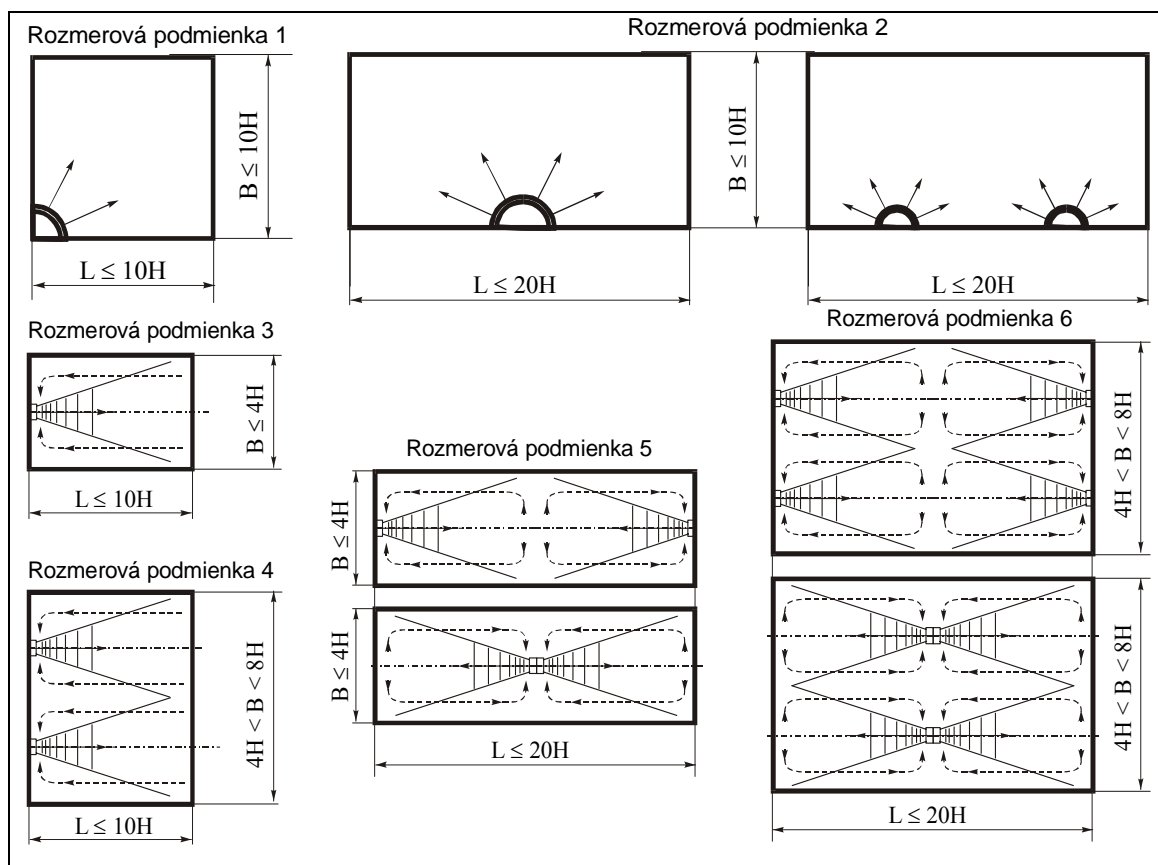 Rozmerová podmienka 1
B ≤ 10H
L ≤ 10H
Rozmerová podmienka 2
B ≤ 10H
L ≤ 20H
L ≤ 20H
Rozmerová podmienka 3
B ≤ 4H
L ≤ 10H
Rozmerová podmienka 4
4H < B < 8H
L ≤ 10H
Rozmerová podmienka 5
B ≤ 4H
B ≤ 4H
L ≤ 20H
Rozmerová podmienka 6
4H < B < 8H
4H < B < 8H
L ≤ 20H